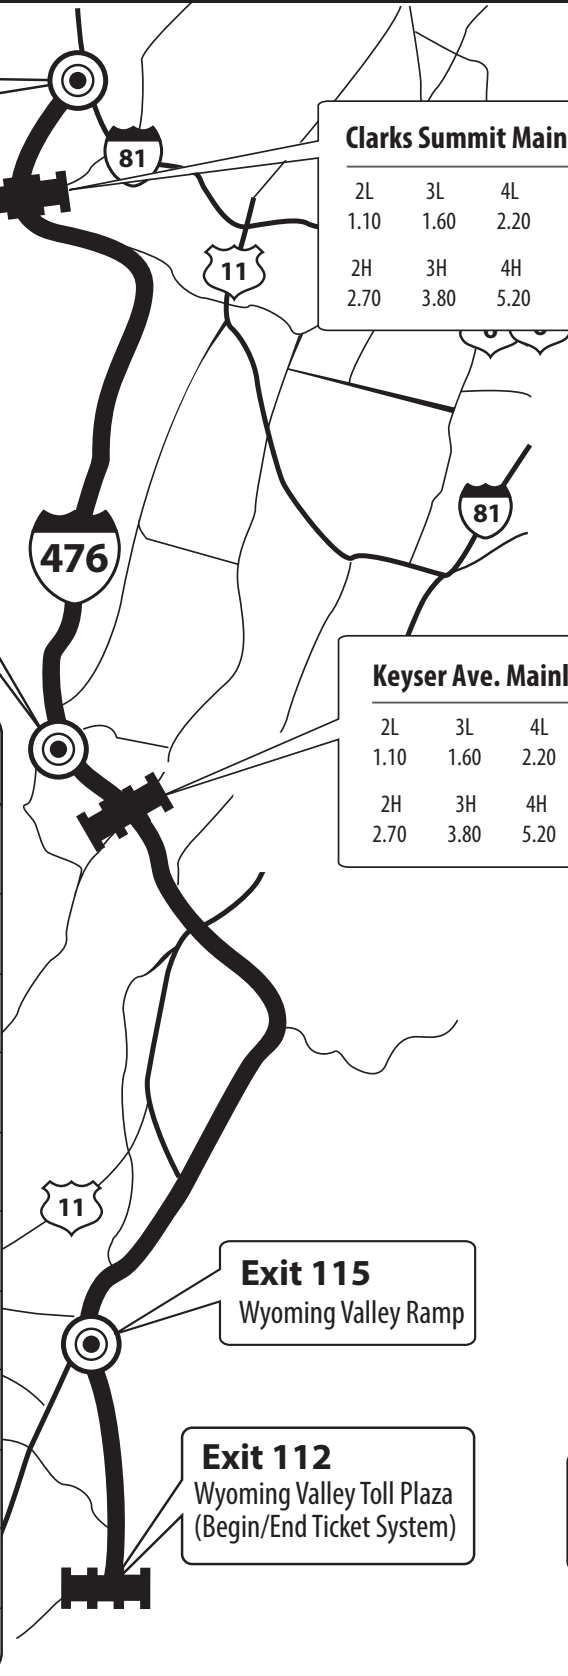 81
Clarks Summit Main
2L 3L 4L
1.10 1.60 2.20
2H 3H 4H
2.70 3.80 5.20
11
81
476
Keyser Ave. Mainl
2L 3L 4L
1.10 1.60 2.20
2H 3H 4H
2.70 3.80 5.20
11
Exit 115
Wyoming Valley Ramp
Exit 112
Wyoming Valley Toll Plaza
(Begin/End Ticket System)